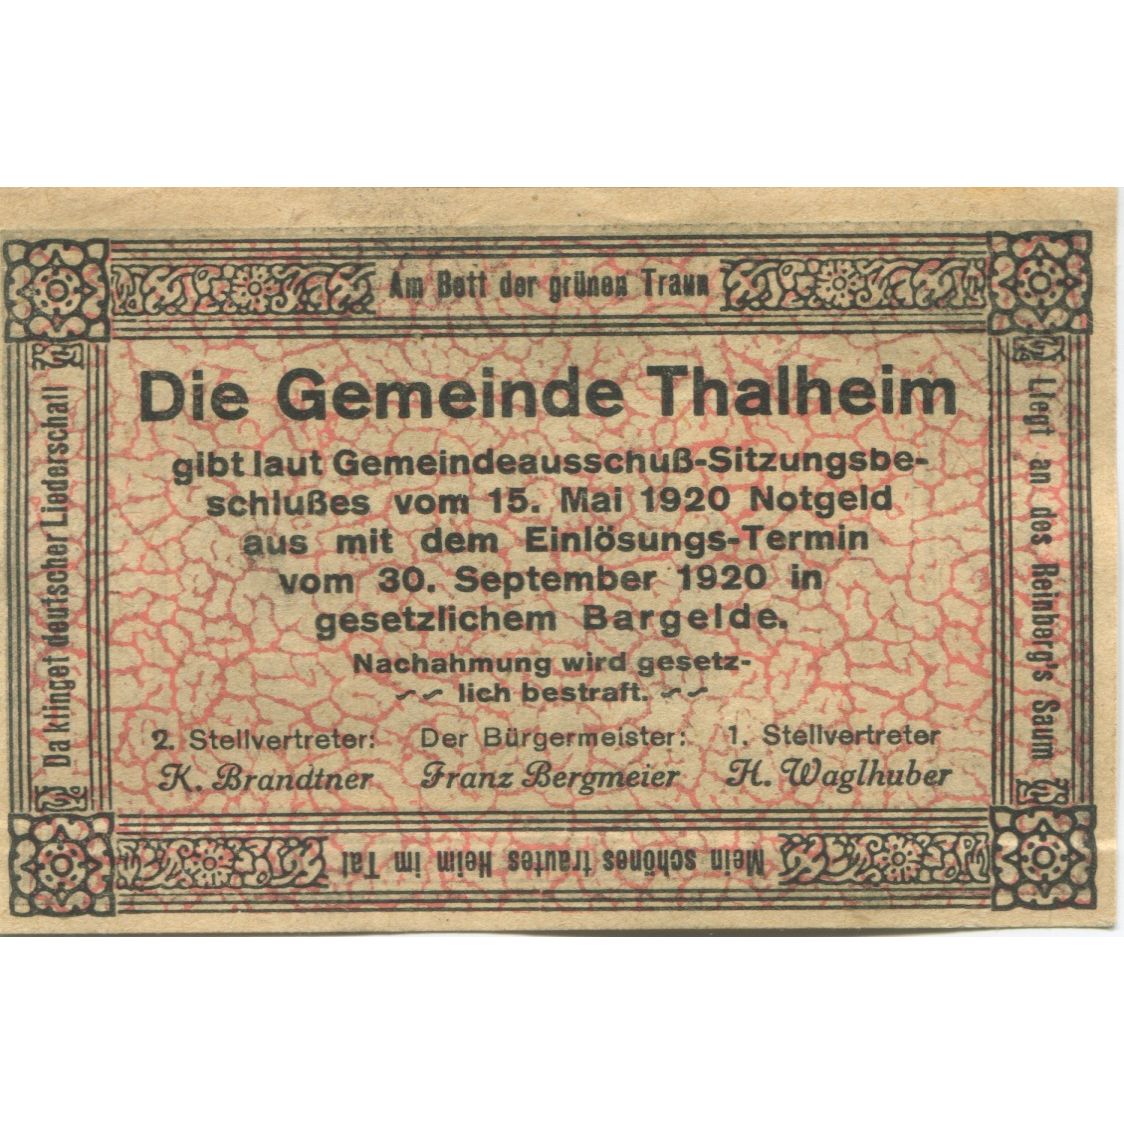 Am Bett der grünen Traun
Die Gemeinde Thalheim
gibt laut Gemeindeausschuß-Sitzungsbe-
schlußes vom 15. Mai 1920 Notgeld
aus mit dem Einlösungs-Termin
vom 30. September 1920 in
gesetzlichem Bargelde.
Nachahmung wird gesetz-
~~ lich bestraft. ~~
2. Stellvertreter: Der Bürgermeister: 1. Stellvertreter
K. Brandtner Franz Bergmeier H. Waglhuber
Liegt an des Reinberg's Saum
Mein schönes trautes Heim im Tal
Da klinget deutscher Liederschall